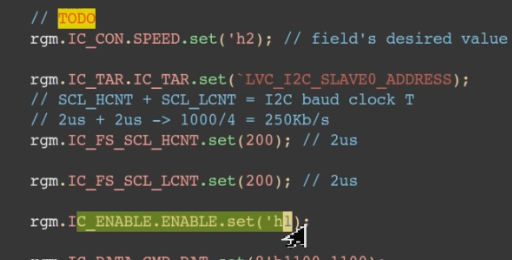 // TODO
rgm.IC_CON.SPEED.set('h2); // field's desired value
rgm.IC_TAR.IC_TAR.set(`LVC_I2C_SLAVE0_ADDRESS);
// SCL_HCNT + SCL_LCNT = I2C baud clock T
// 2us + 2us -> 1000/4 = 250Kb/s
rgm.IC_FS_SCL_HCNT.set(200); // 2us
rgm.IC_FS_SCL_LCNT.set(200); // 2us
rgm.IC_ENABLE.ENABLE.set('h1);